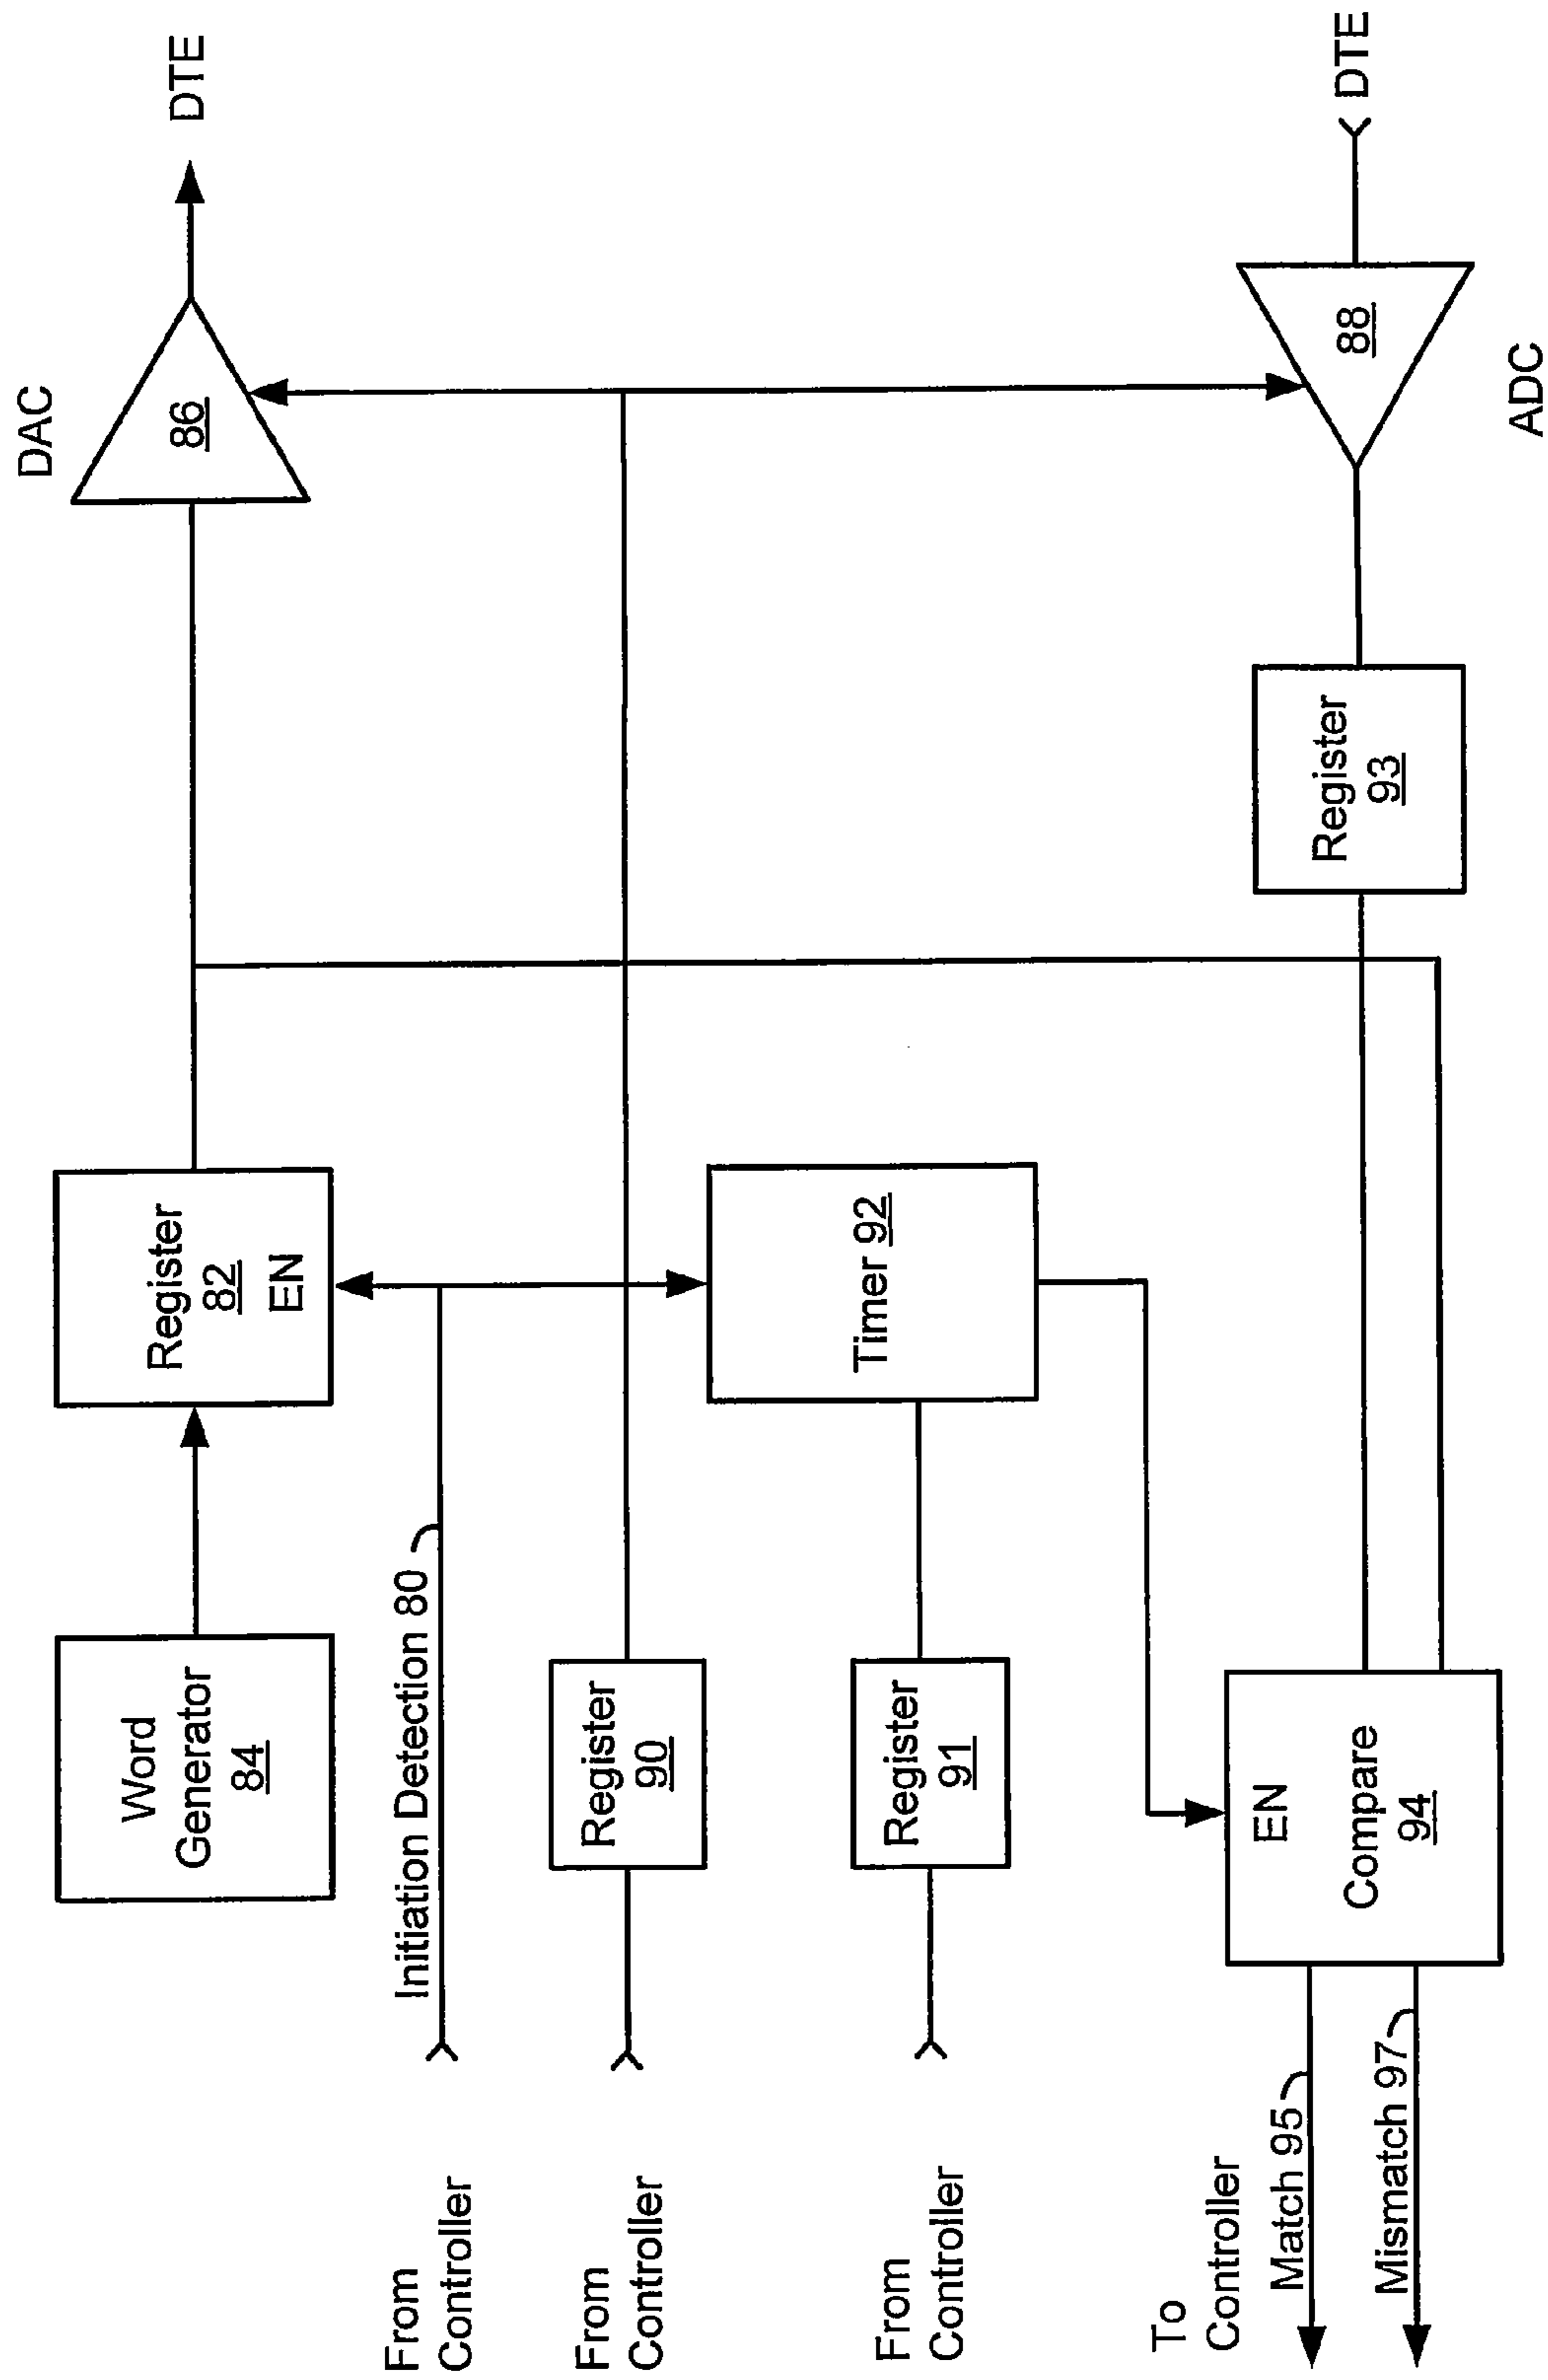 DAC
86
DTE
Word
Generator
84
Register
82
EN
From
Controller
Initiation Detection 80
From
Controller
Register
90
Timer 92
From
Controller
Register
91
To
Controller
Match 95
Mismatch 97
EN
Compare
94
Register
93
88
DTE
ADC